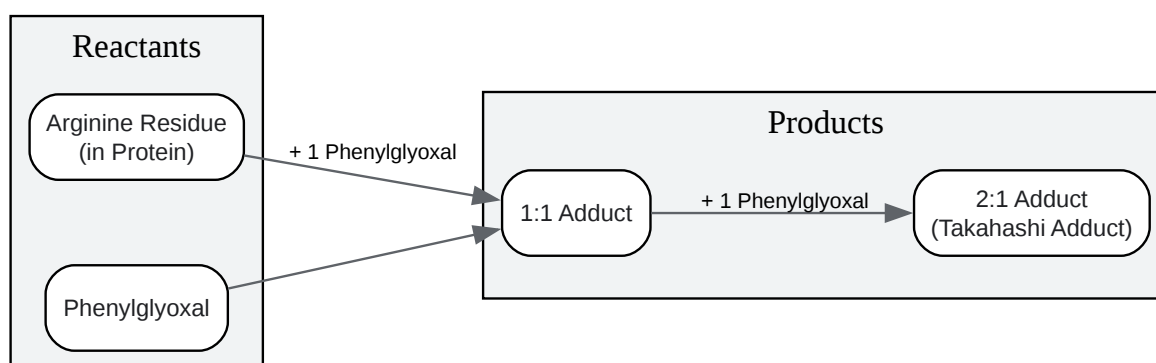 Reactants
Arginine Residue
(in Protein)
+ 1 Phenylglyoxal
Phenylglyoxal
Products
1:1 Adduct
+ 1 Phenylglyoxal
2:1 Adduct
(Takahashi Adduct)